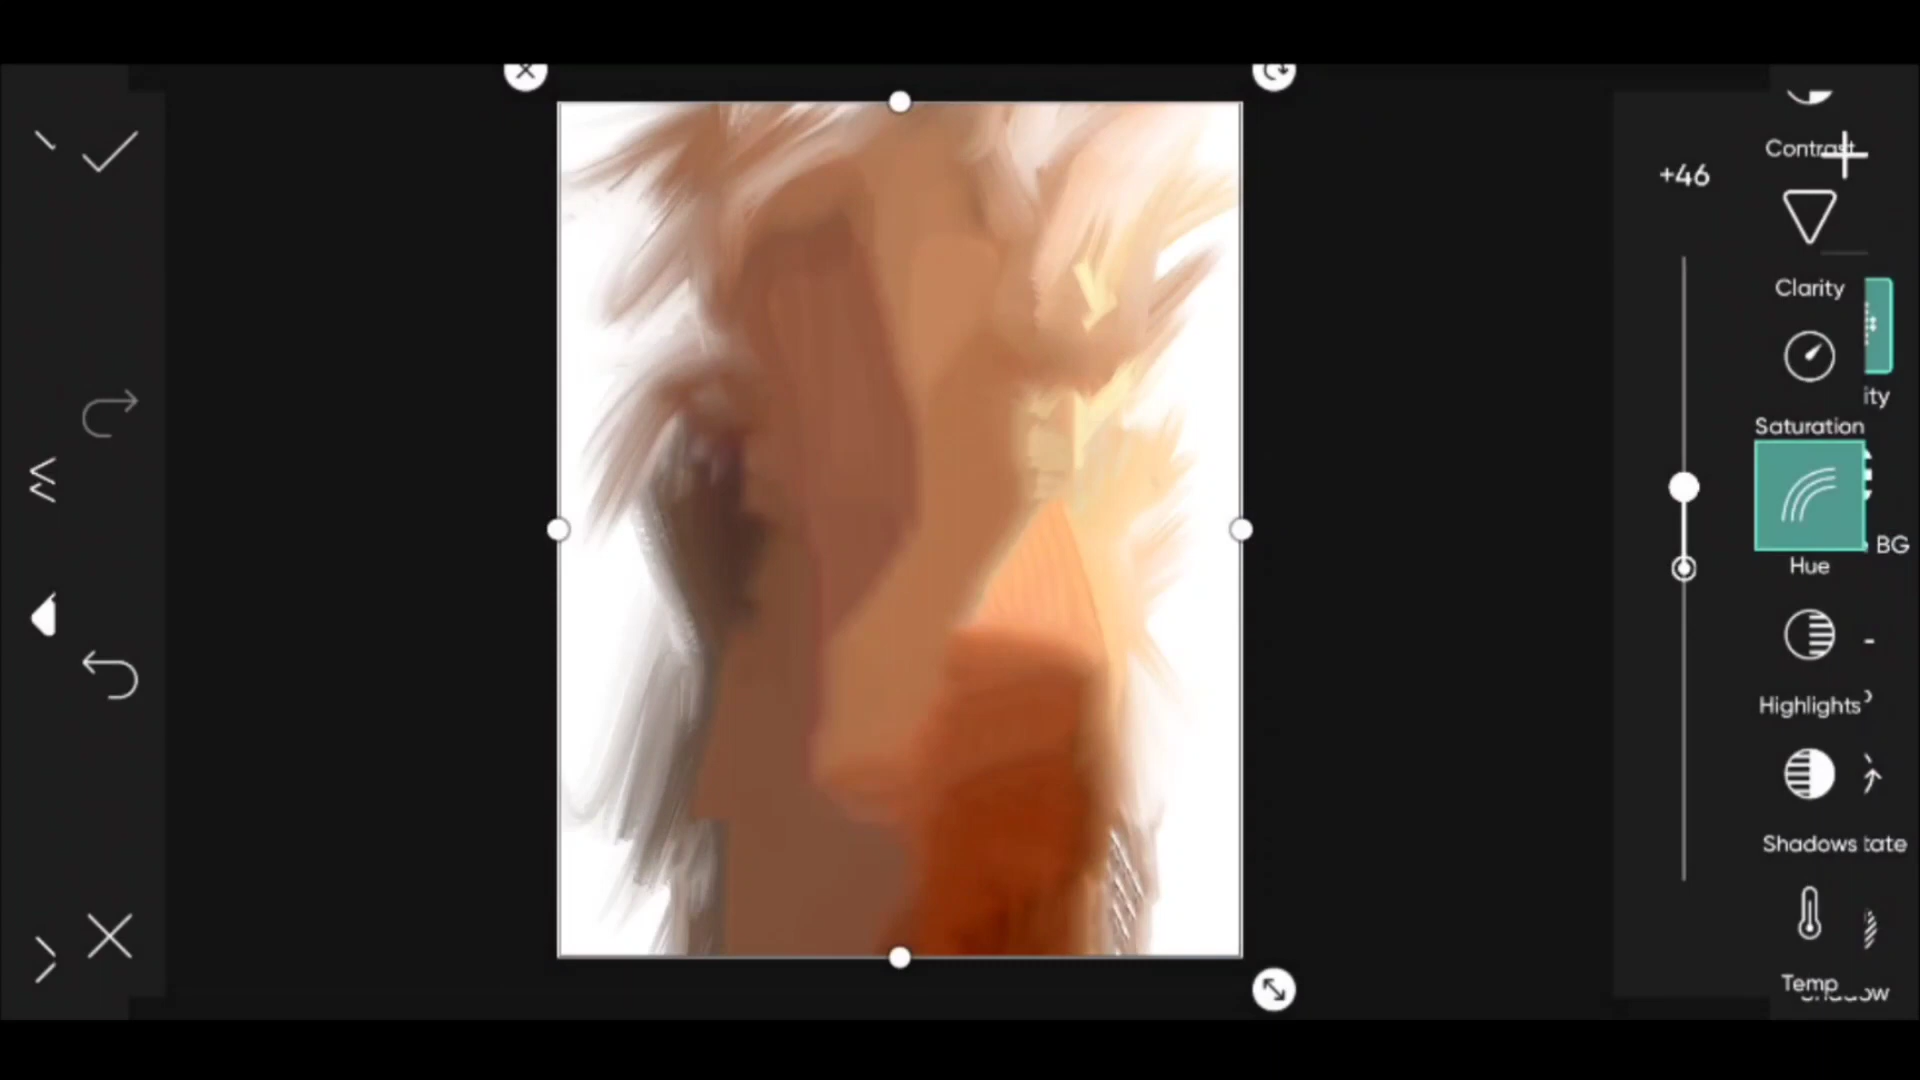 Contrast
+46
Clarity
ity
Saturation
BG
Hue
Highlights
Shadows tate
Temp